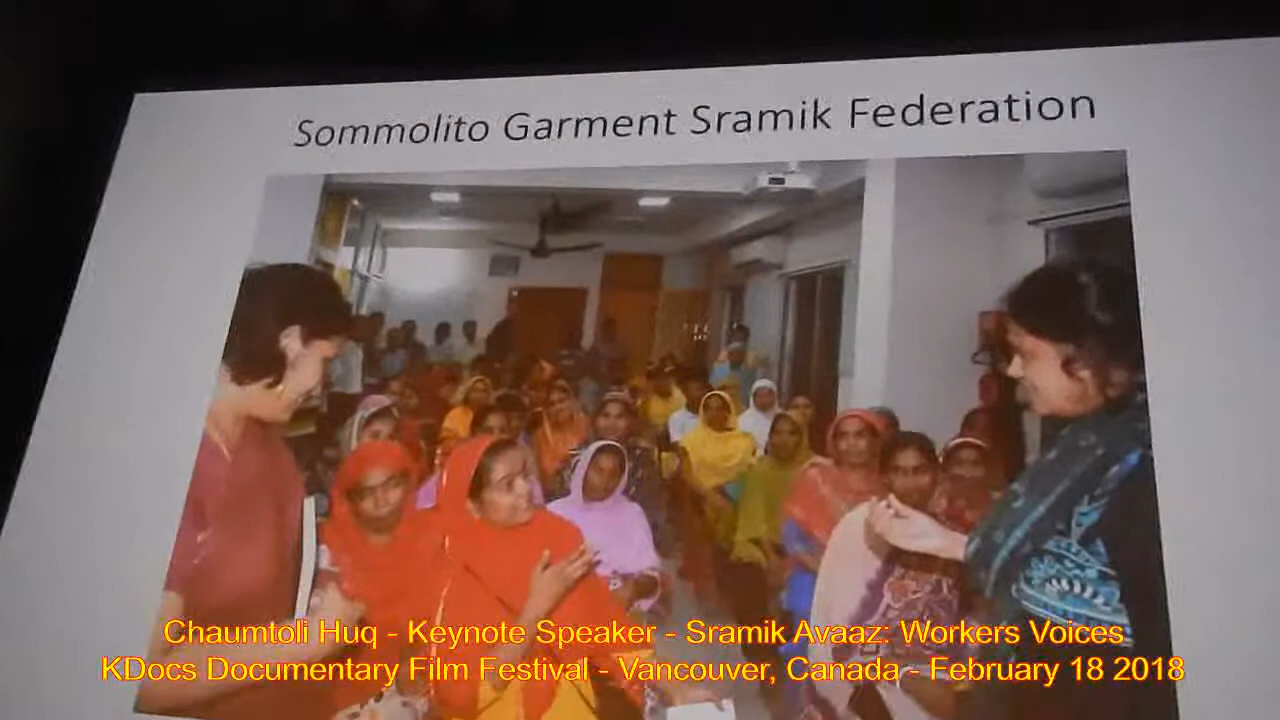 Sommolito Garment Sramik Federation
Chaumtoli Huq - Keynote Speaker - Sramik Avaaz: Workers Voices
KDocs Documentary Film Festival - Vancouver, Canada - February 18 2018